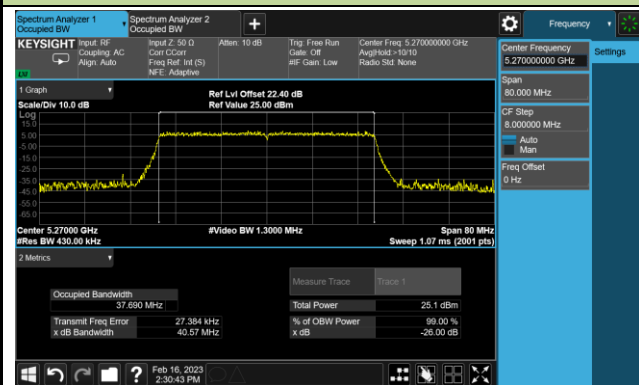 Spectrum Analyzer 1
Occupied BW
Spectrum Analyzer 2
Occupied BW
Frequency
KEYSIGHT
Input: RF
Coupling: AC
Align: Auto
Input Z: 50 Ω
Corr CCorr
Freq Ref: Int (S)
NFE: Adaptive
Atten: 10 dB
Trig: Free Run
Gate: Off
#IF Gain: Low
Center Freq: 5.270000000 GHz
Avg|Hold:>10/10
Radio Std: None
1 Graph
Scale/Div 10.0 dB
Ref Lvl Offset 22.40 dB
Ref Value 25.00 dBm
Log
15.0
5.00
-5.00
-15.0
-25.0
-35.0
-45.0
-55.0
-65.0
Center 5.27000 GHz
#Res BW 430.00 kHz
#Video BW 1.3000 MHz
Span 80 MHz
Sweep 1.07 ms (2001 pts)
2 Metrics
Measure Trace
Trace 1
Occupied Bandwidth
37.690 MHz
Total Power
25.1 dBm
Transmit Freq Error
27.384 kHz
% of OBW Power
99.00 %
x dB Bandwidth
40.57 MHz
x dB
-26.00 dB
Center Frequency
5.270000000 GHz
Settings
Span
80.000 MHz
CF Step
8.000000 MHz
Auto
Man
Freq Offset
0 Hz
?
Feb 16, 2023
2:30:43 PM